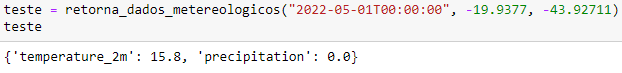 teste = retorna_dados_metereologicos("2022-05-01T00:00:00", -19.9377, -43.92711)
teste
{'temperature_2m': 15.8, 'precipitation': 0.0}